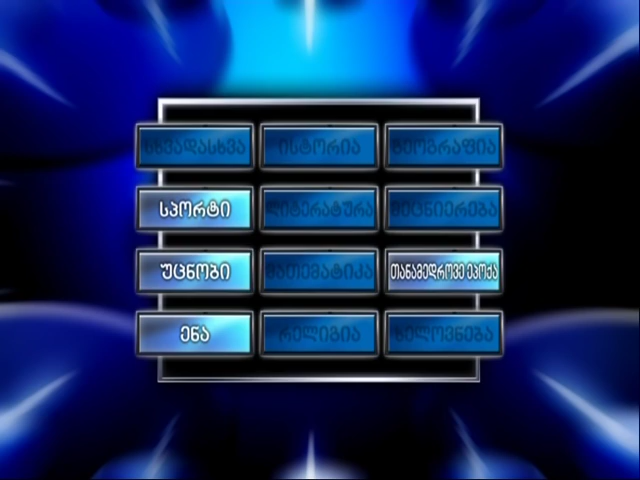 სხვადასხვა ისტორია გეოგრაფია
სპორტი ლიტერატურა მეცნიერება
უცნობი მათემატიკა თანამედროვე ეპოქა
ენა რელიგია ხელოვნება